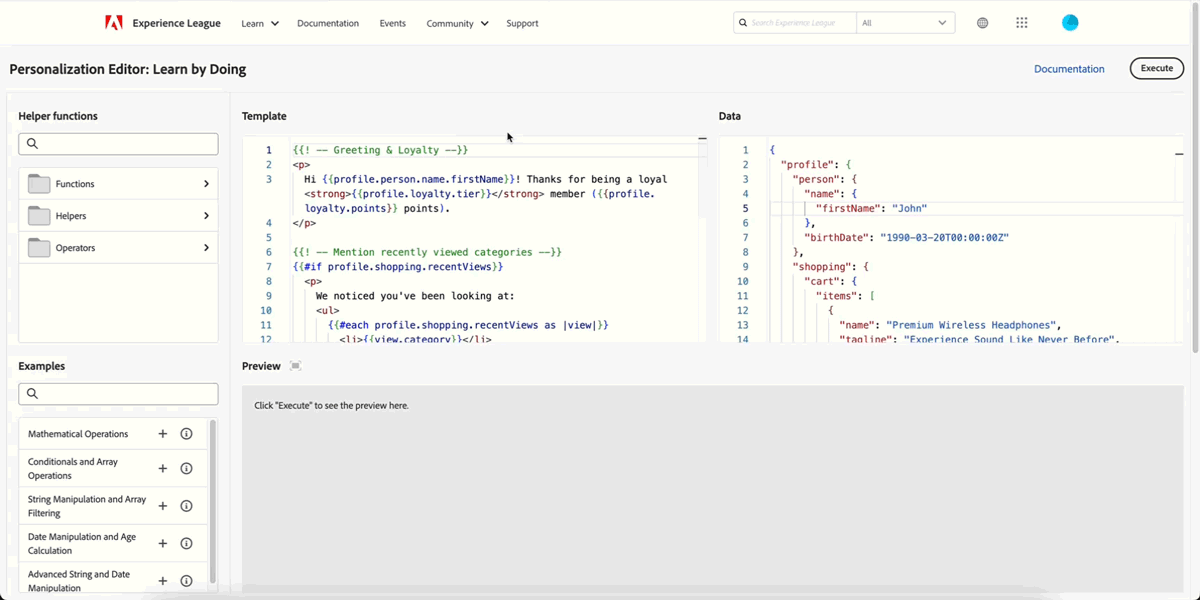 Experience League
Learn
Documentation
Events
Community
Support
Search Experience League
All
Personalization Editor: Learn by Doing
Documentation
Execute
Helper functions
Functions
Helpers
Operators
Template
1 {{! -- Greeting & Loyalty --}}
2 <p>
3 Hi {{profile.person.name.firstName}}! Thanks for being a loyal
<strong>{{profile.loyalty.tier}}</strong> member ({{profile.
loyalty.points}} points).
4 </p>
5
6 {{! -- Mention recently viewed categories --}}
7 {{#if profile.shopping.recentViews}}
8 <p>
9 We noticed you've been looking at:
10 <ul>
11 {{#each profile.shopping.recentViews as |view|}}
12 <li>{{view.category}}</li>
Data
1 {
2 "profile": {
3 "person": {
4 "name": {
5 "firstName": "John"
6 },
7 "birthDate": "1990-03-20T00:00:00Z"
8 },
9 "shopping": {
10 "cart": {
11 "items": [
12 {
13 "name": "Premium Wireless Headphones",
14 "tagline": "Experience Sound Like Never Before",
Examples
Mathematical Operations
Conditionals and Array
Operations
String Manipulation and Array
Filtering
Date Manipulation and Age
Calculation
Advanced String and Date
Manipulation
Preview
Click "Execute" to see the preview here.